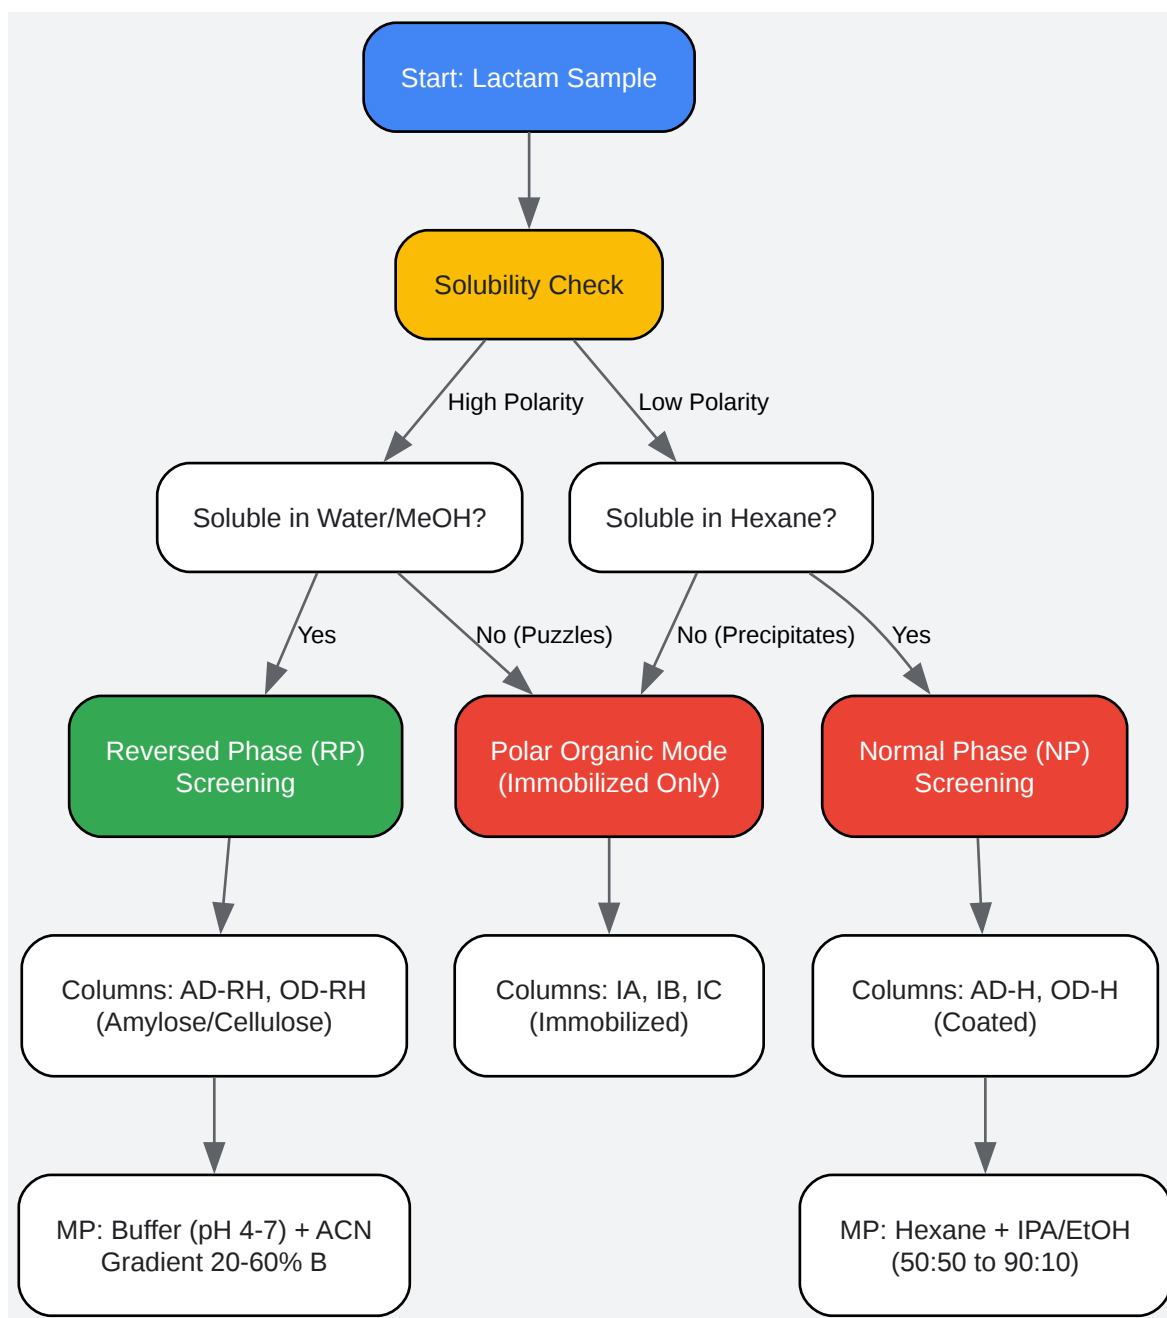 Start: Lactam Sample
Solubility Check
High Polarity
Low Polarity
Soluble in Water/MeOH?
Soluble in Hexane?
Yes
No (Puzzles)
No (Precipitates)
Yes
Reversed Phase (RP)
Screening
Polar Organic Mode
(Immobilized Only)
Normal Phase (NP)
Screening
Columns: AD-RH, OD-RH
(Amylose/Cellulose)
Columns: IA, IB, IC
(Immobilized)
Columns: AD-H, OD-H
(Coated)
MP: Buffer (pH 4-7) + ACN
Gradient 20-60% B
MP: Hexane + IPA/EtOH
(50:50 to 90:10)